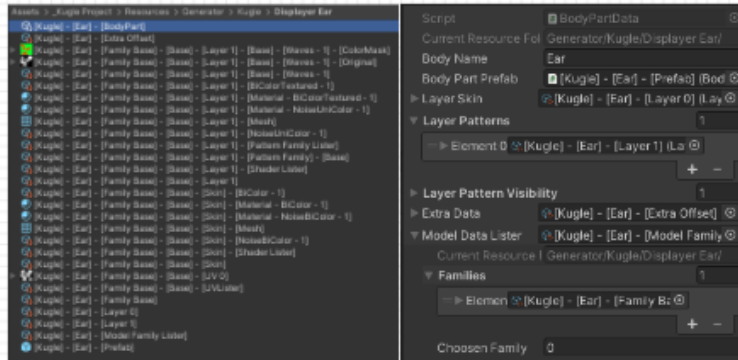 Assets > _Kugle Project > Resources > Generator > Kugle > Displayer Ear
[Kugle] - [Ear] - [BodyPart]
[Kugle] - [Ear] - [Extra Offset]
[Kugle] - [Ear] - [Family Base] - [Base] - [Layer 1] - [Base] - [Waves - 1] - [ColorMask]
[Kugle] - [Ear] - [Family Base] - [Base] - [Layer 1] - [Base] - [Waves - 1] - [Original]
[Kugle] - [Ear] - [Family Base] - [Base] - [Layer 1] - [Base] - [Waves - 1]
[Kugle] - [Ear] - [Family Base] - [Base] - [Layer 1] - [BiColorTextured - 1]
[Kugle] - [Ear] - [Family Base] - [Base] - [Layer 1] - [Material - BiColorTextured - 1]
[Kugle] - [Ear] - [Family Base] - [Base] - [Layer 1] - [Material - NoiseUniColor - 1]
[Kugle] - [Ear] - [Family Base] - [Base] - [Layer 1] - [Mesh]
[Kugle] - [Ear] - [Family Base] - [Base] - [Layer 1] - [NoiseUniColor - 1]
[Kugle] - [Ear] - [Family Base] - [Base] - [Layer 1] - [Pattern Family Lister]
[Kugle] - [Ear] - [Family Base] - [Base] - [Layer 1] - [Pattern Family] - [Base]
[Kugle] - [Ear] - [Family Base] - [Base] - [Layer 1] - [Shader Lister]
[Kugle] - [Ear] - [Family Base] - [Base] - [Layer 1]
[Kugle] - [Ear] - [Family Base] - [Base] - [Skin] - [BiColor - 1]
[Kugle] - [Ear] - [Family Base] - [Base] - [Skin] - [Material - BiColor - 1]
[Kugle] - [Ear] - [Family Base] - [Base] - [Skin] - [Material - NoiseBiColor - 1]
[Kugle] - [Ear] - [Family Base] - [Base] - [Skin] - [Mesh]
[Kugle] - [Ear] - [Family Base] - [Base] - [Skin] - [NoiseBiColor - 1]
[Kugle] - [Ear] - [Family Base] - [Base] - [Skin] - [Shader Lister]
[Kugle] - [Ear] - [Family Base] - [Base] - [Skin]
[Kugle] - [Ear] - [Family Base] - [Base] - [UV 0]
[Kugle] - [Ear] - [Family Base] - [Base] - [UVLister]
[Kugle] - [Ear] - [Family Base]
[Kugle] - [Ear] - [Layer 0]
[Kugle] - [Ear] - [Layer 1]
[Kugle] - [Ear] - [Model Family Lister]
[Kugle] - [Ear] - [Prefab]
Script BodyPartData
Current Resource Fol Generator/Kugle/Displayer Ear/
Body Name Ear
Body Part Prefab [Kugle] - [Ear] - [Prefab] (Bod
Layer Skin [Kugle] - [Ear] - [Layer 0] (Lay
Layer Patterns 1
Element 0 [Kugle] - [Ear] - [Layer 1] (La
+ -
Layer Pattern Visibility 1
Extra Data [Kugle] - [Ear] - [Extra Offset]
Model Data Lister [Kugle] - [Ear] - [Model Family
Current Resource I Generator/Kugle/Displayer Ear/
Families 1
Elemen [Kugle] - [Ear] - [Family Ba
+ -
Choosen Family 0